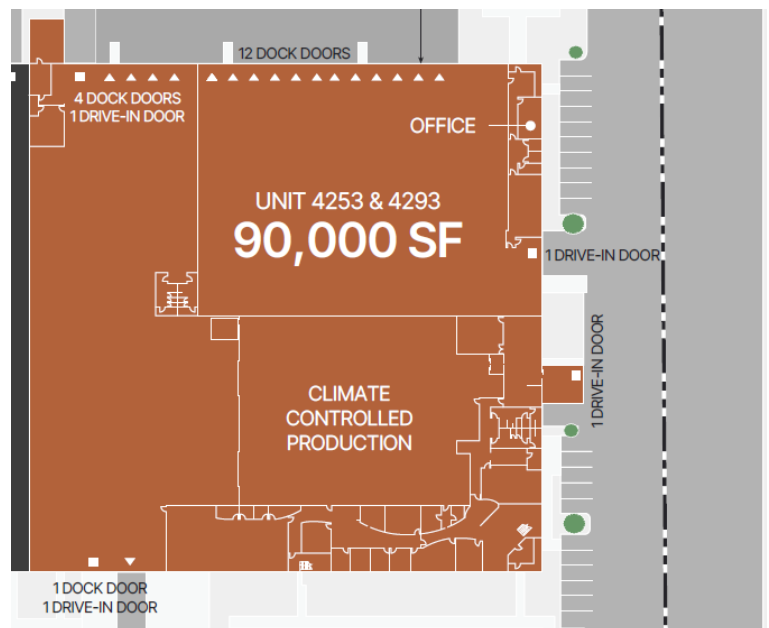 12 DOCK DOORS
4 DOCK DOORS
1 DRIVE-IN DOOR
OFFICE
UNIT 4253 & 4293
90,000 SF
1 DRIVE-IN DOOR
1 DRIVE-IN DOOR
CLIMATE
CONTROLLED
PRODUCTION
1 DOCK DOOR
1 DRIVE-IN DOOR